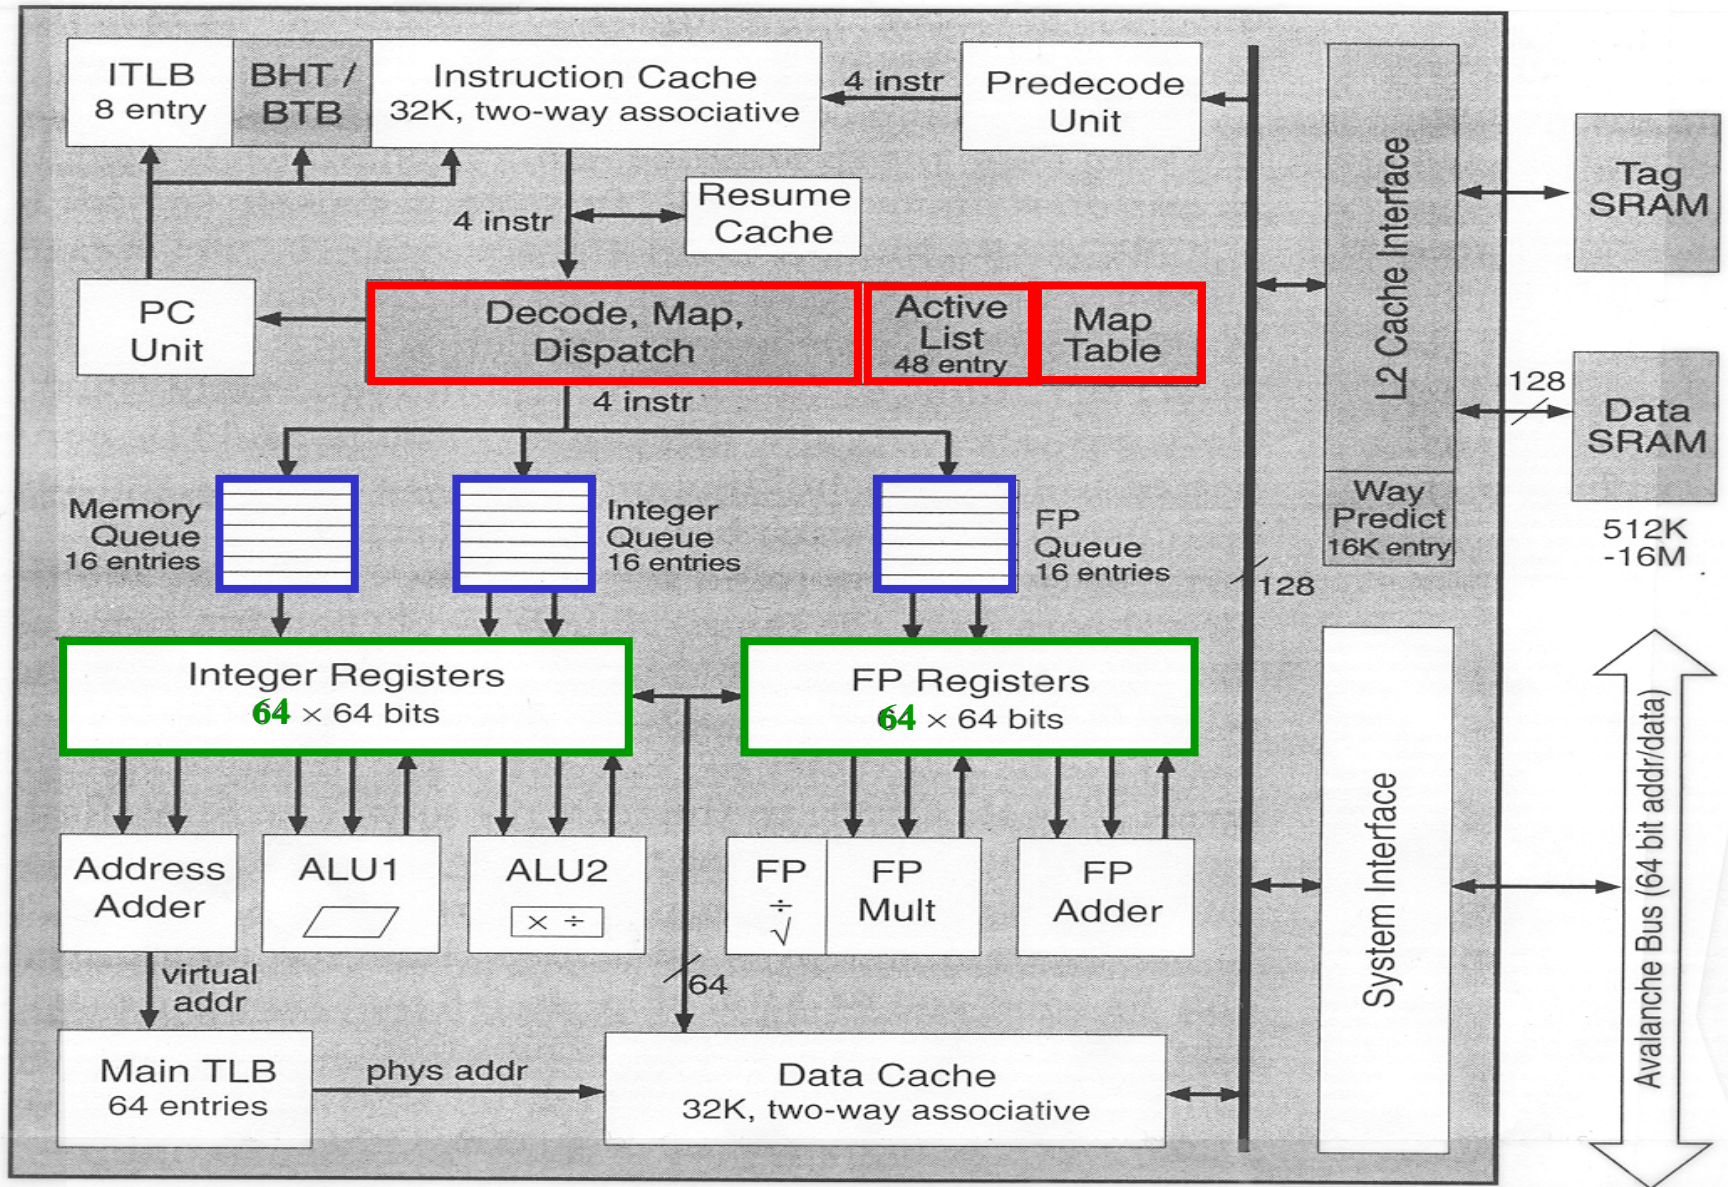 ITLB
8 entry
BHT /
BTB
Instruction Cache
32K, two-way associative
4 instr
Predecode
Unit
4 instr
Resume
Cache
PC
Unit
Decode, Map,
Dispatch
Active
List
48 entry
Map
Table
4 instr
Memory
Queue
16 entries
Integer
Queue
16 entries
FP
Queue
16 entries
Integer Registers
64 × 64 bits
FP Registers
64 × 64 bits
Address
Adder
ALU1
ALU2
× ÷
FP
÷
√
FP
Mult
FP
Adder
virtual
addr
64
Main TLB
64 entries
phys addr
Data Cache
32K, two-way associative
128
L2 Cache Interface
Way
Predict
16K entry
System Interface
Tag
SRAM
128
Data
SRAM
512K
-16M
Avalanche Bus (64 bit addr/data)